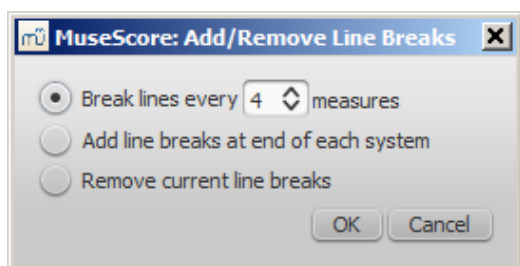 mü MuseScore: Add/Remove Line Breaks
Break lines every 4 measures
Add line breaks at end of each system
Remove current line breaks
OK Cancel